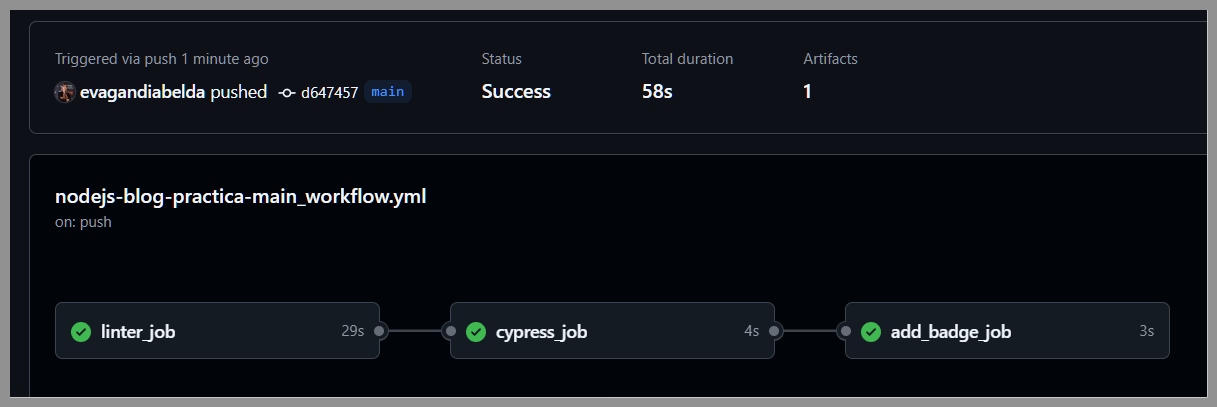 Triggered via push 1 minute ago
Status
Total duration
Artifacts
evagandiabelda pushed d647457 main
Success
58s
1
nodejs-blog-practica-main_workflow.yml
on: push
linter_job 29s
cypress_job 4s
add_badge_job 3s